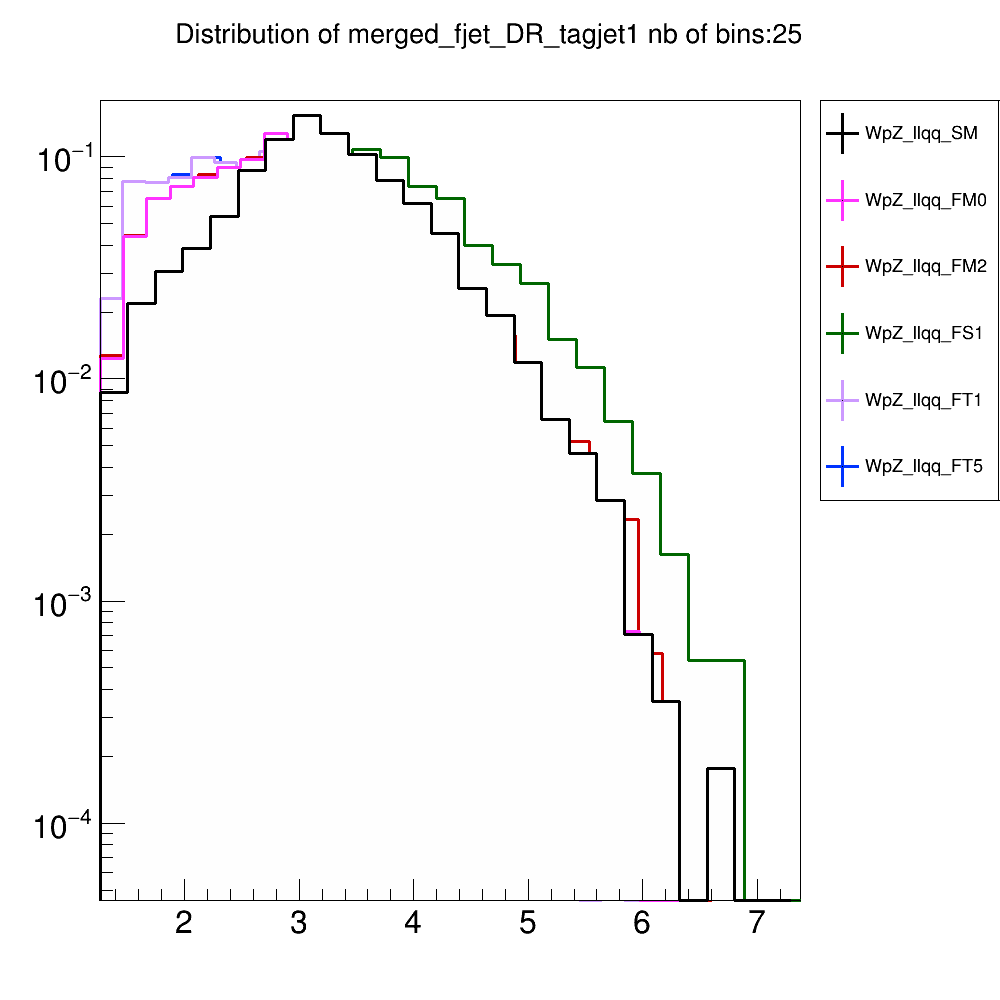 Distribution of merged_fjet_DR_tagjet1 nb of bins:25
10−1
10−2
10−3
10−4
2 3 4 5 6 7
WpZ_llqq_SM
WpZ_llqq_FM0
WpZ_llqq_FM2
WpZ_llqq_FS1
WpZ_llqq_FT1
WpZ_llqq_FT5